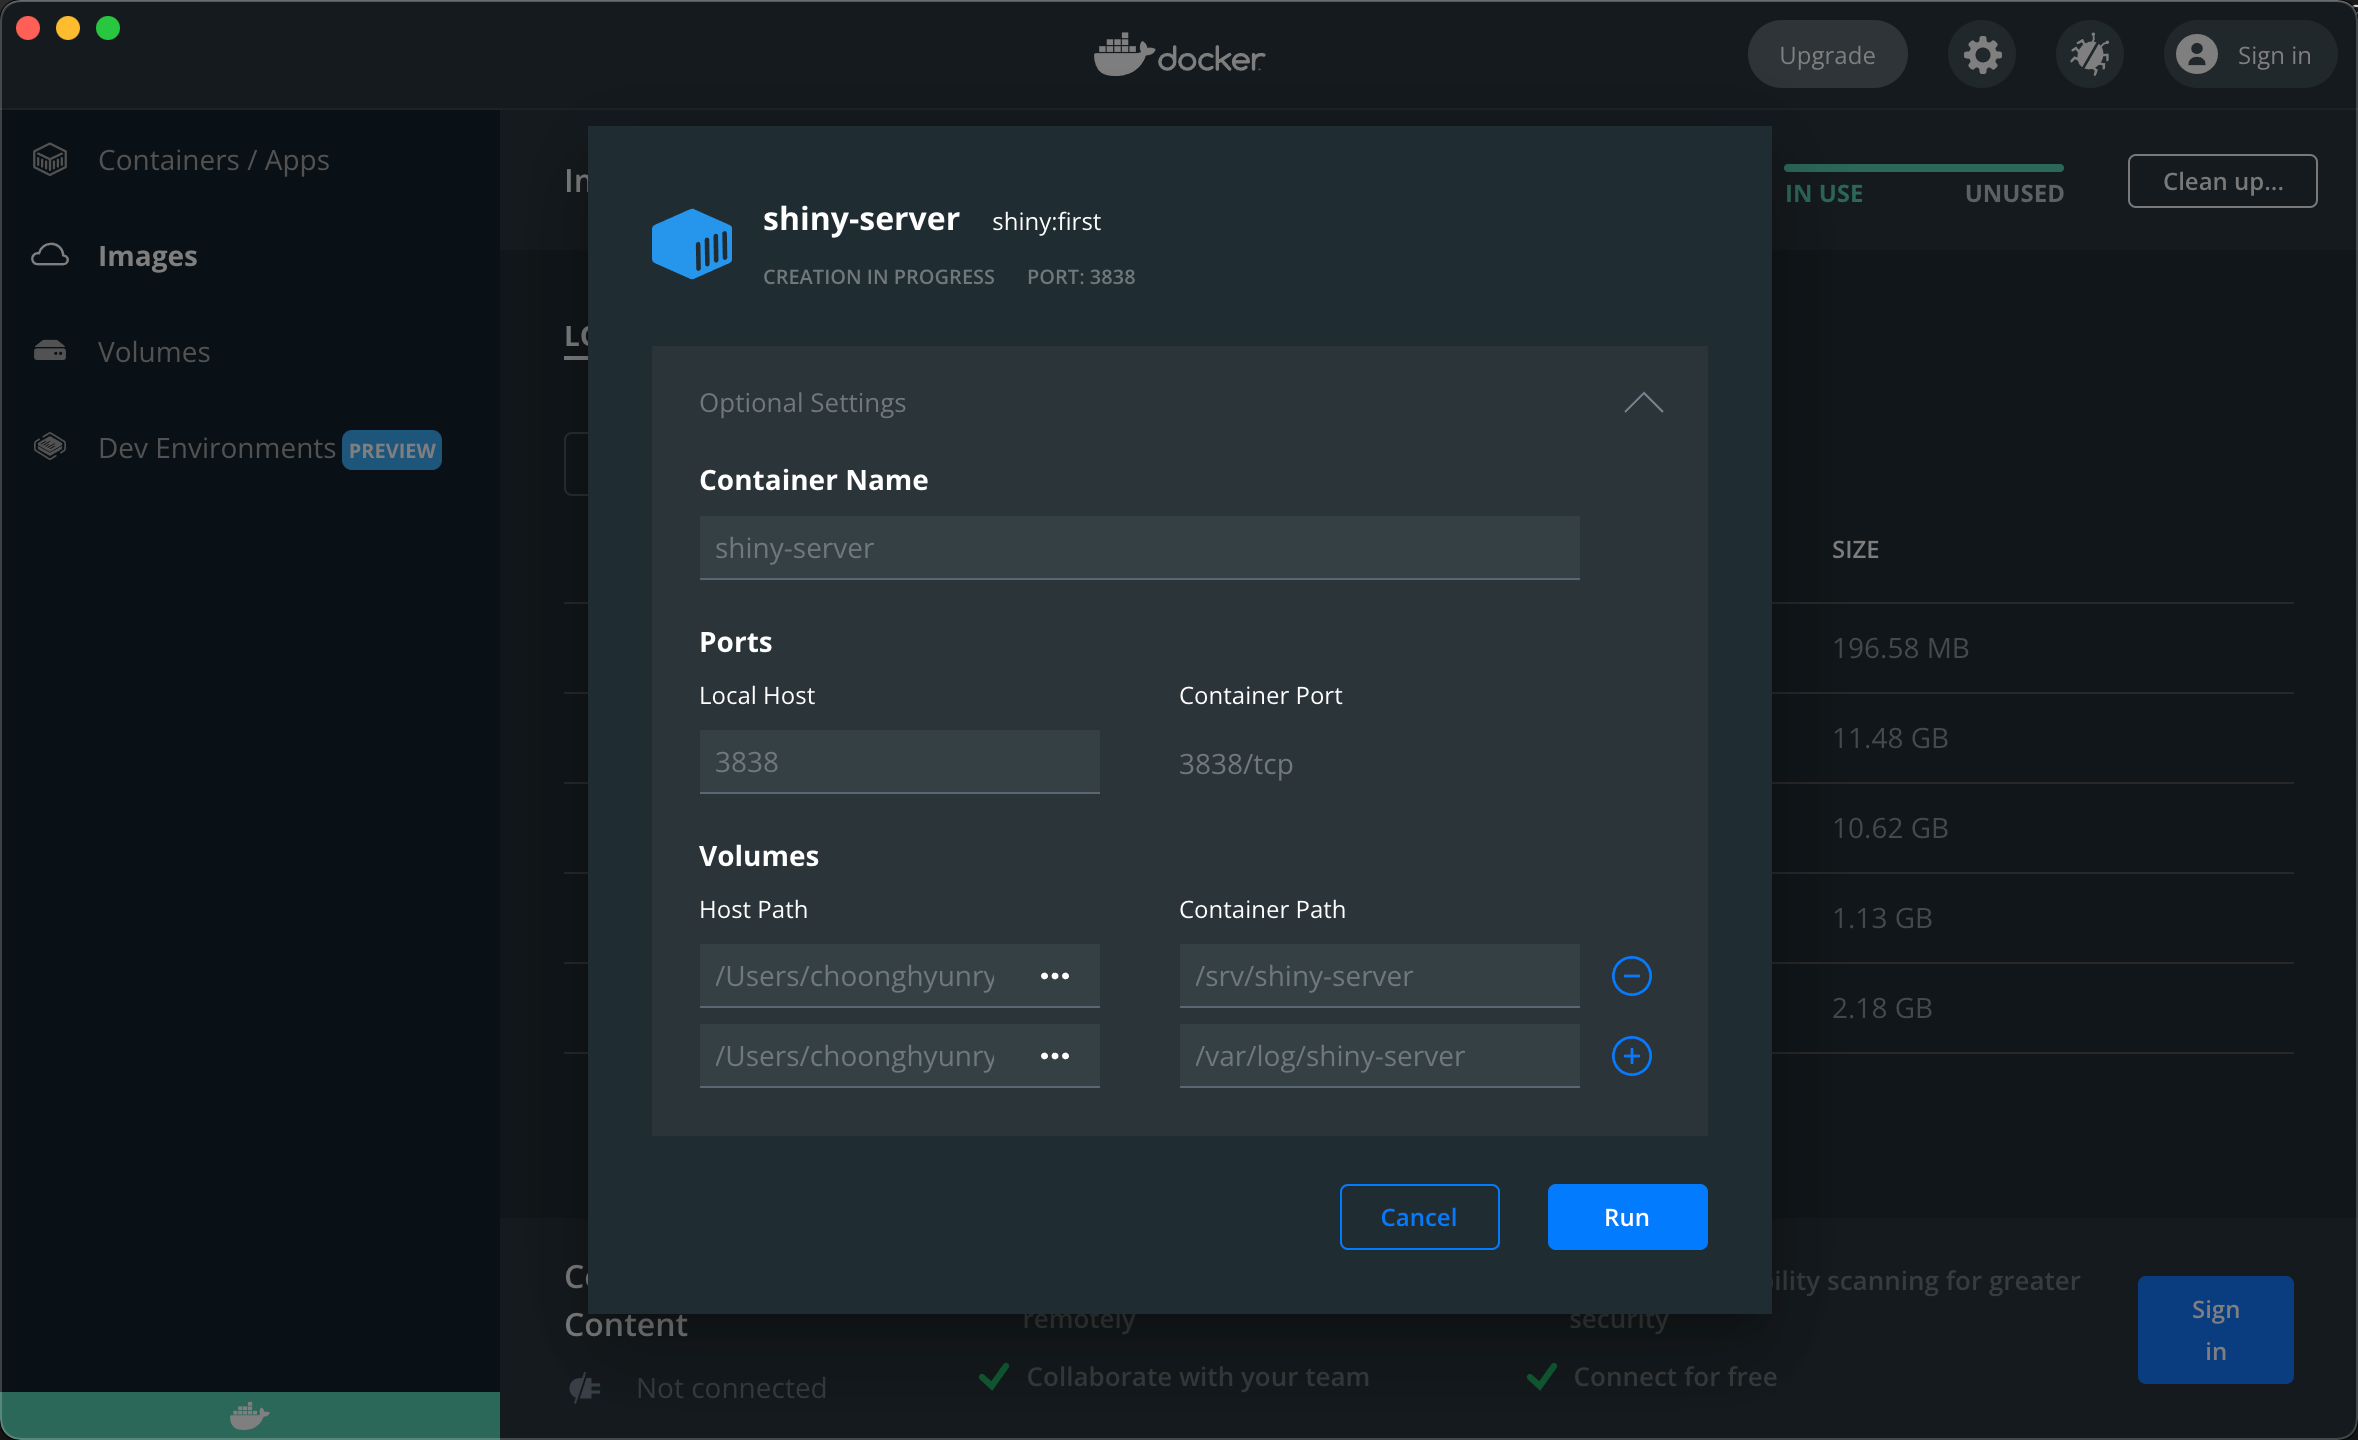 docker
Upgrade
Sign in
Containers / Apps
Images
Volumes
Dev Environments PREVIEW
IN USE
UNUSED
Clean up...
shiny-server shiny:first
CREATION IN PROGRESS PORT: 3838
Optional Settings
Container Name
shiny-server
Ports
Local Host Container Port
3838 3838/tcp
Volumes
Host Path Container Path
/Users/choonghyunry ••• /srv/shiny-server
/Users/choonghyunry ••• /var/log/shiny-server
Cancel Run
SIZE
196.58 MB
11.48 GB
10.62 GB
1.13 GB
2.18 GB
Content
Not connected
remotely
Collaborate with your team
scanning for greater
security
Connect for free
Sign
in